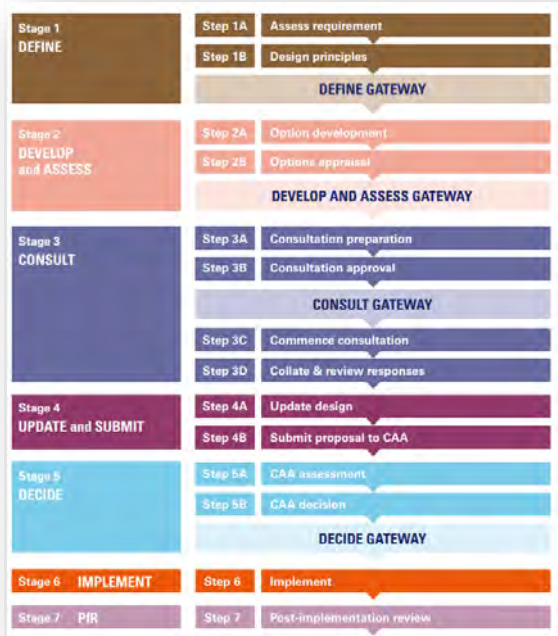 Stage 1
DEFINE
Step 1A Assess requirement
Step 1B Design principles
DEFINE GATEWAY
Stage 2
DEVELOP
and ASSESS
Step 2A Option development
Step 2B Options appraisal
DEVELOP AND ASSESS GATEWAY
Stage 3
CONSULT
Step 3A Consultation preparation
Step 3B Consultation approval
CONSULT GATEWAY
Step 3C Commence consultation
Step 3D Collate & review responses
Stage 4
UPDATE and SUBMIT
Step 4A Update design
Step 4B Submit proposal to CAA
Stage 5
DECIDE
Step 5A CAA assessment
Step 5B CAA decision
DECIDE GATEWAY
Stage 6 IMPLEMENT Step 6 Implement
Stage 7 PIR Step 7 Post-implementation review